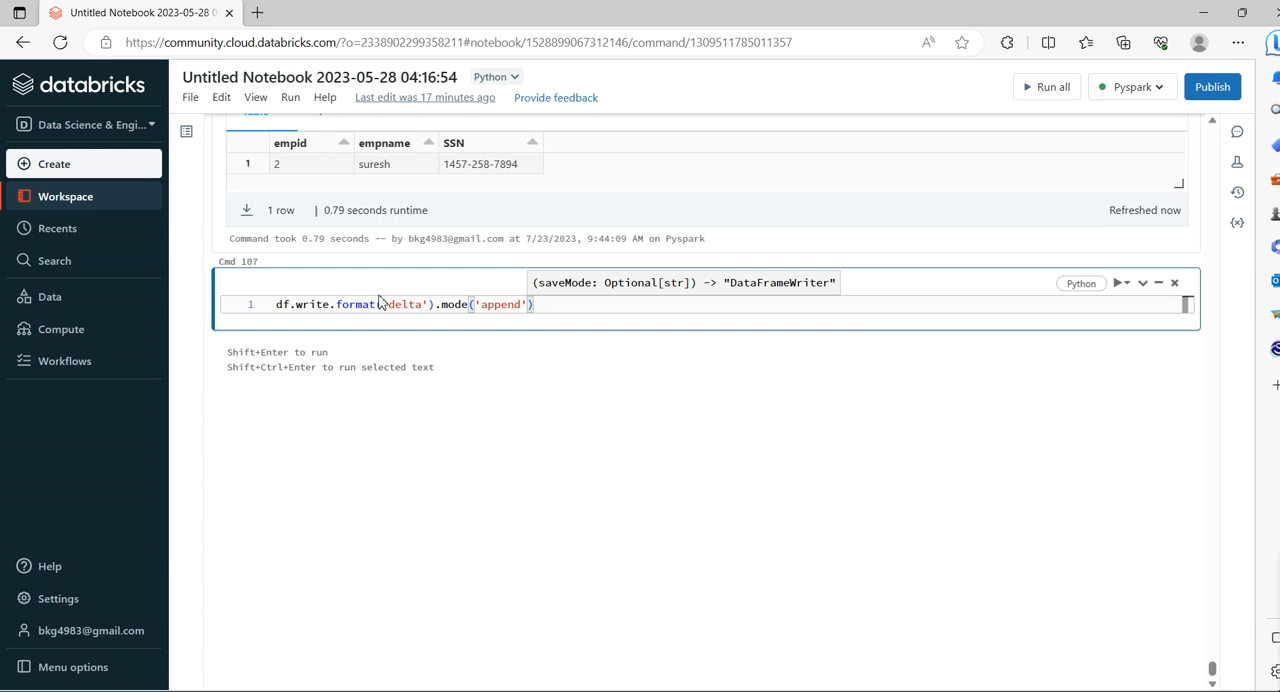 Untitled Notebook 2023-05-28 0
https://community.cloud.databricks.com/?o=2338902299358211#notebook/1528899067312146/command/1309511785011357
databricks
Untitled Notebook 2023-05-28 04:16:54 Python
File Edit View Run Help Last edit was 17 minutes ago Provide feedback
Run all
Pyspark
Publish
Data Science & Engi...
Create
Workspace
Recents
Search
Data
Compute
Workflows
Help
Settings
bkg4983@gmail.com
Menu options
empid empname SSN
1 2 suresh 1457-258-7894
1 row | 0.79 seconds runtime Refreshed now
Command took 0.79 seconds -- by bkg4983@gmail.com at 7/23/2023, 9:44:09 AM on Pyspark
Cmd 107
(saveMode: Optional[str]) -> "DataFrameWriter"
Python
1 df.write.format('delta').mode('append')
Shift+Enter to run
Shift+Ctrl+Enter to run selected text